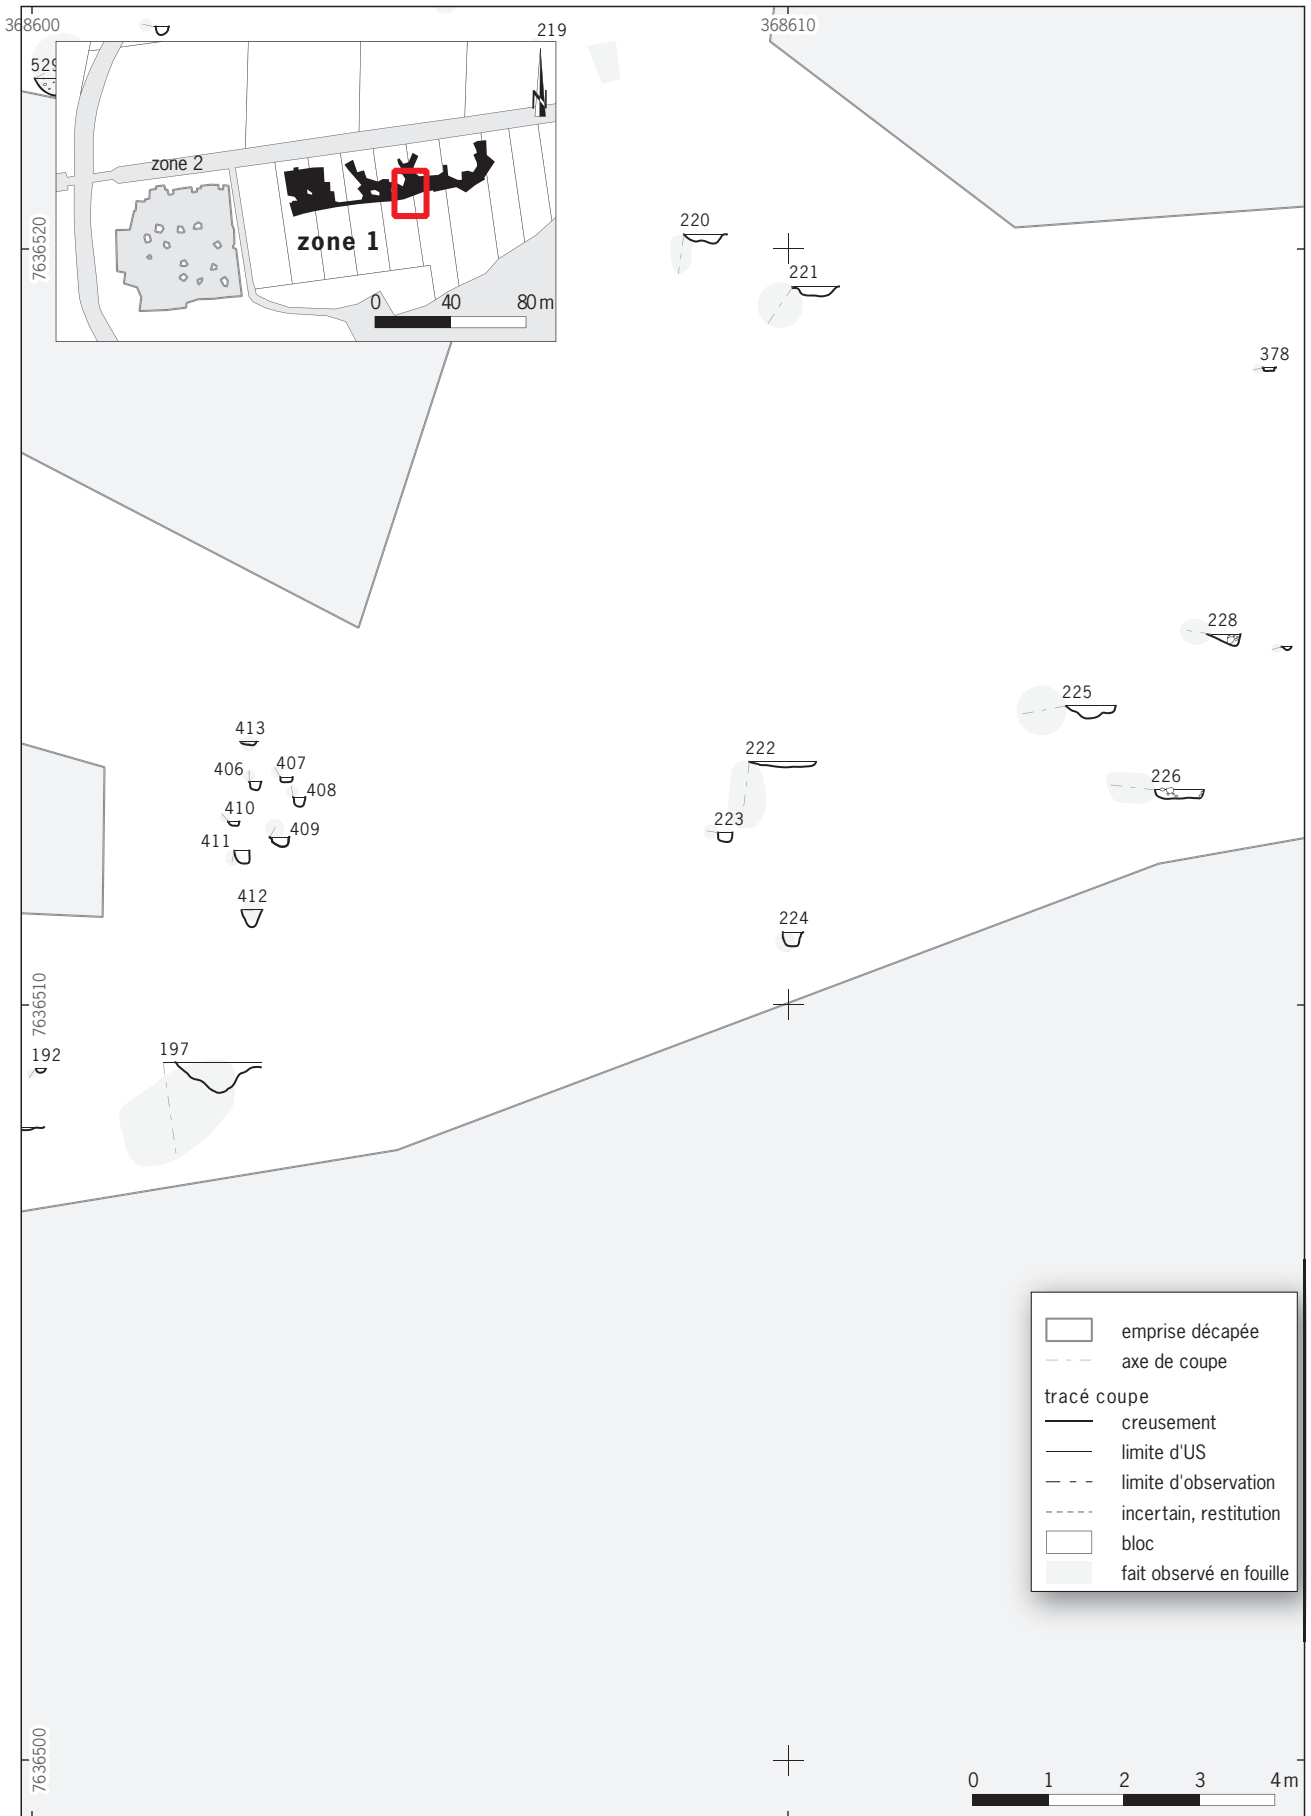 368600
368610
219
529
N
zone 2
zone 1
0 40 80 m
7636520
220
221
378
228
225
413
222
406
407
226
408
410
223
409
411
412
224
7636510
192
197
emprise décapée
axe de coupe
tracé coupe
creusement
limite d'US
limite d'observation
incertain, restitution
bloc
fait observé en fouille
7636500
0 1 2 3 4 m